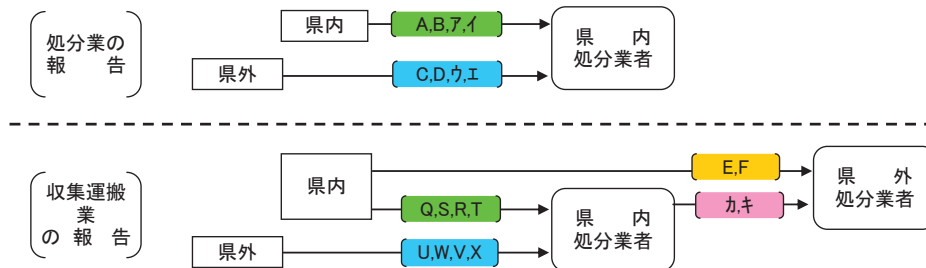 処分業の
報 告
県内
A,B,ｱ,ｲ
県 内
処分業者
県外
C,D,ｳ,ｴ
収集運搬
業
の 報 告
県内
E,F
県 外
処分業者
Q,S,R,T
県 内
処分業者
ｶ,ｷ
県外
U,W,V,X